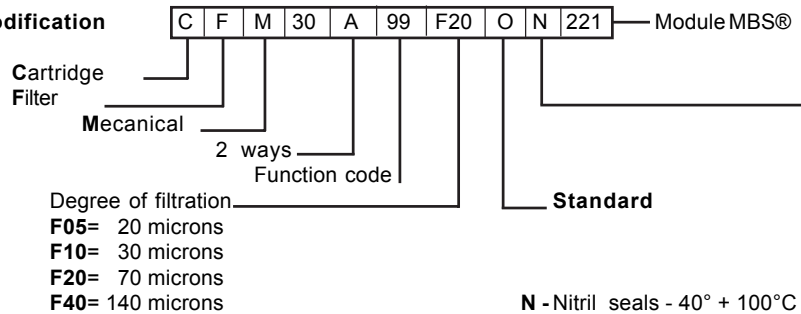 odification
C F M 30 A 99 F20 O N 221 Module MBS®
Cartridge
Filter
Mecanical
2 ways
Function code
Degree of filtration
Standard
F05= 20 microns
F10= 30 microns
F20= 70 microns
F40= 140 microns
N - Nitril seals - 40° + 100°C